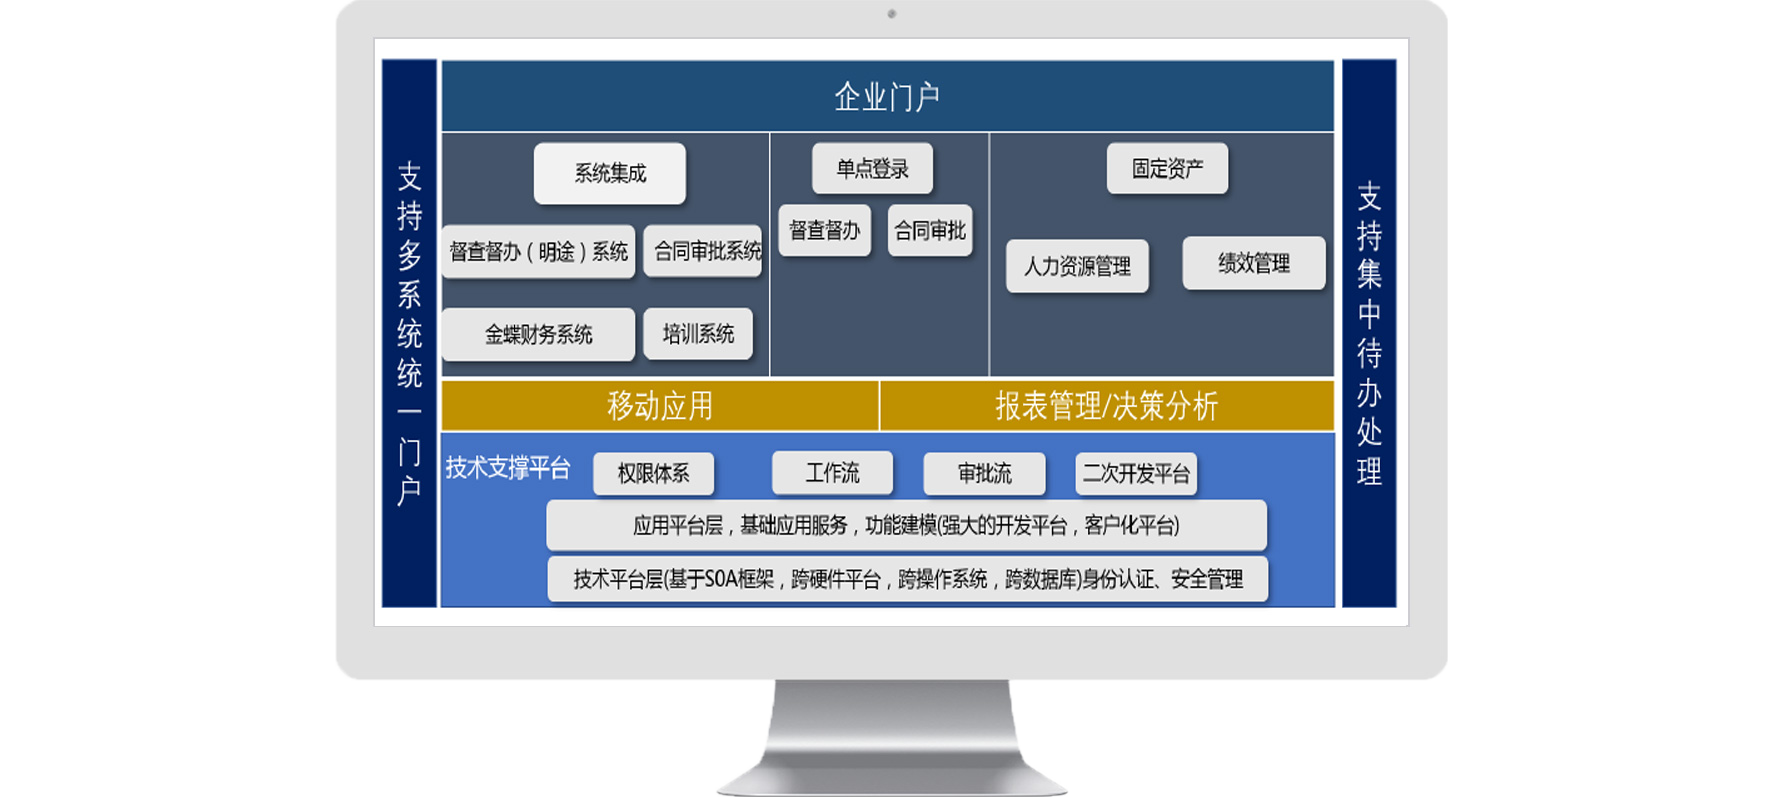 企业门户
支持多系统统一门户
系统集成
督查督办（明途）系统
合同审批系统
金蝶财务系统
培训系统
单点登录
督查督办
合同审批
固定资产
人力资源管理
绩效管理
支持集中待办处理
移动应用
报表管理/决策分析
技术支撑平台
权限体系
工作流
审批流
二次开发平台
应用平台层，基础应用服务，功能建模(强大的开发平台，客户化平台)
技术平台层(基于SOA框架，跨硬件平台，跨操作系统，跨数据库)身份认证、安全管理